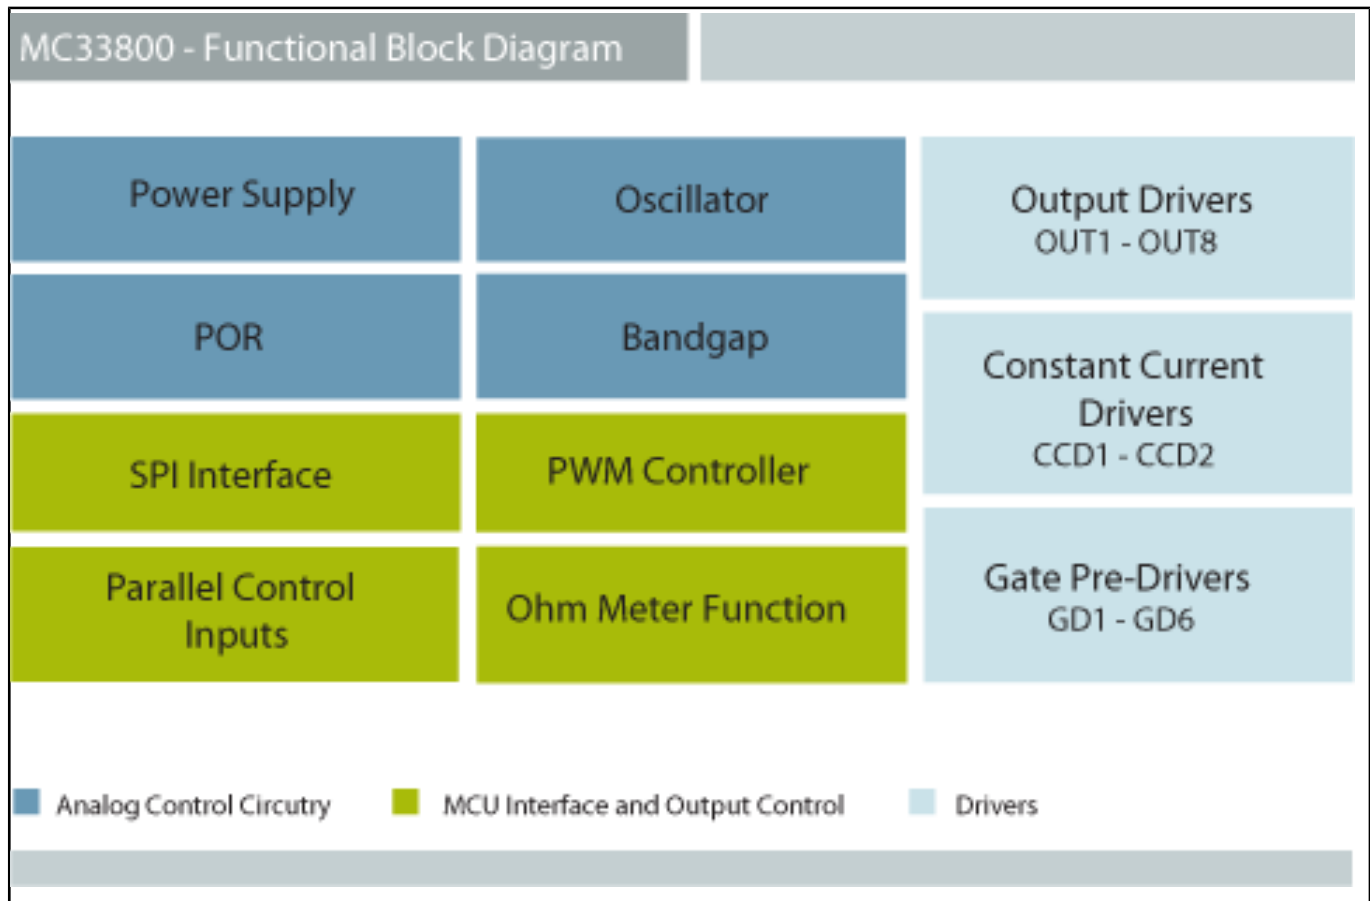 MC33800 - Functional Block Diagram
Power Supply
Oscillator
Output Drivers
OUT1 - OUT8
POR
Bandgap
Constant Current
Drivers
CCD1 - CCD2
SPI Interface
PWM Controller
Parallel Control
Inputs
Ohm Meter Function
Gate Pre-Drivers
GD1 - GD6
Analog Control Circutry
MCU Interface and Output Control
Drivers